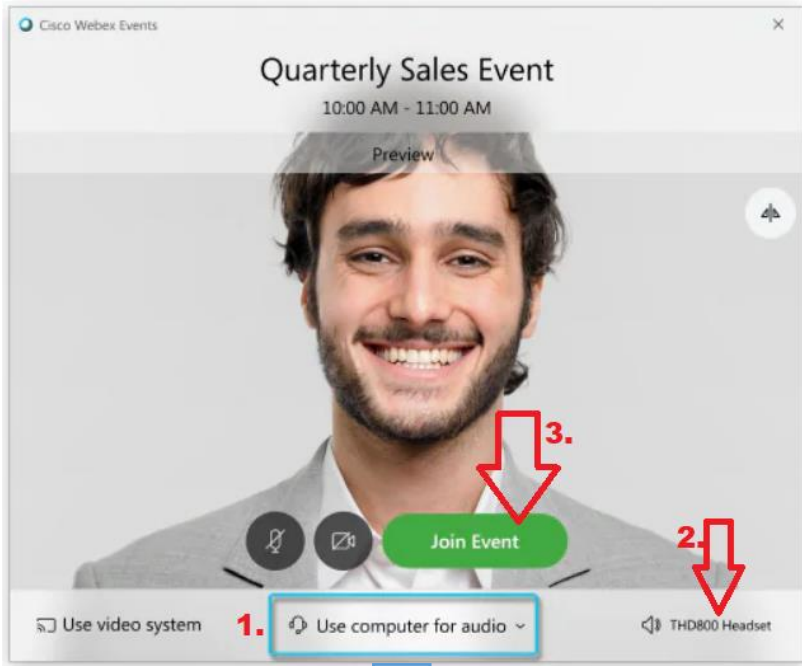 Cisco Webex Events
Quarterly Sales Event
10:00 AM - 11:00 AM
Preview
3.
Join Event
2.
Use video system
1.
Use computer for audio
THD800 Headset